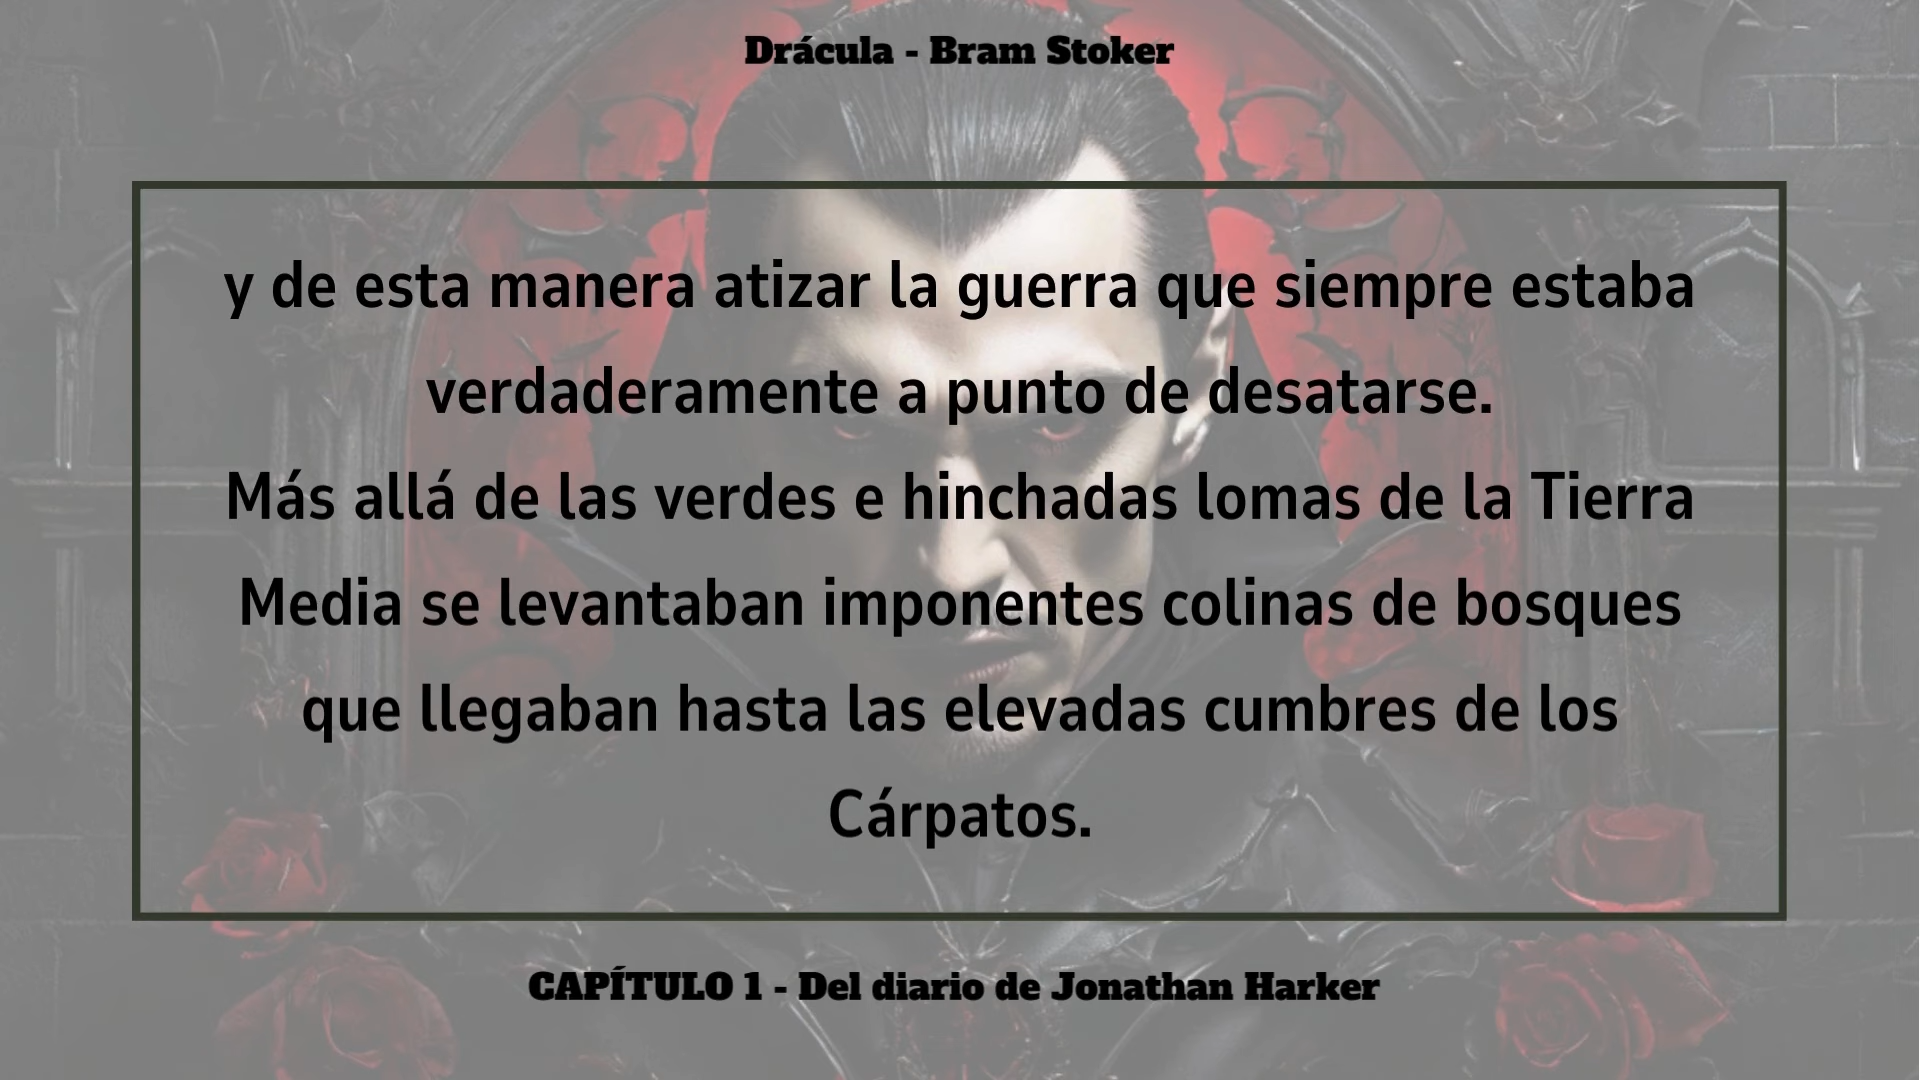 Drácula - Bram Stoker
y de esta manera atizar la guerra que siempre estaba
verdaderamente a punto de desatarse.
Más allá de las verdes e hinchadas lomas de la Tierra
Media se levantaban imponentes colinas de bosques
que llegaban hasta las elevadas cumbres de los
Cárpatos.
CAPÍTULO 1 - Del diario de Jonathan Harker